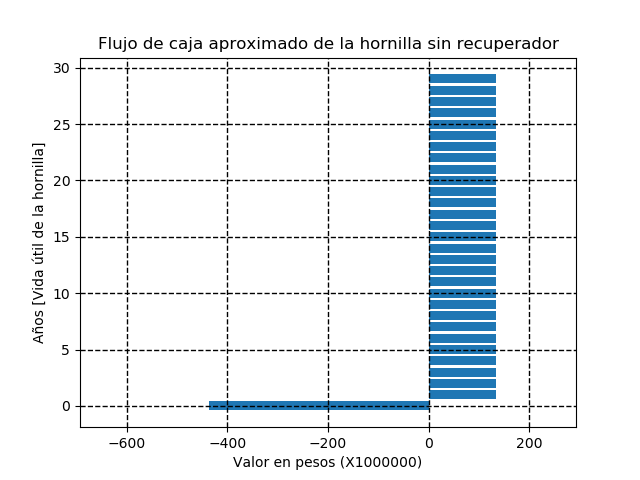 Flujo de caja aproximado de la hornilla sin recuperador
30
25
20
15
10
5
0
Años [Vida útil de la hornilla]
−600 −400 −200 0 200
Valor en pesos (X1000000)